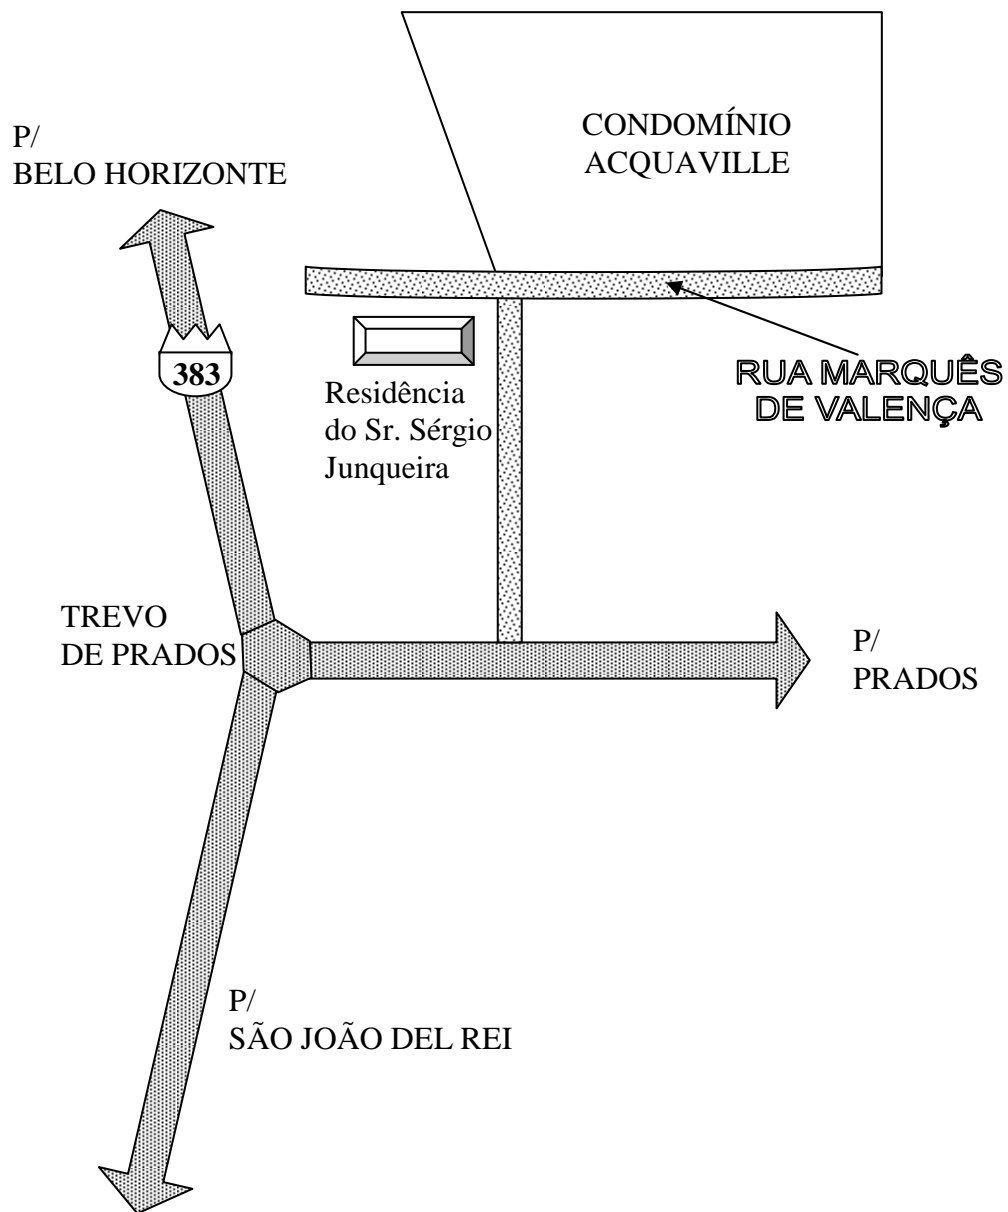 CONDOMÍNIO
ACQUAVILLE
P/
BELO HORIZONTE
383
RUA MARQUÊS
DE VALENÇA
Residência
do Sr. Sérgio
Junqueira
TREVO
DE PRADOS
P/
PRADOS
P/
SÃO JOÃO DEL REI